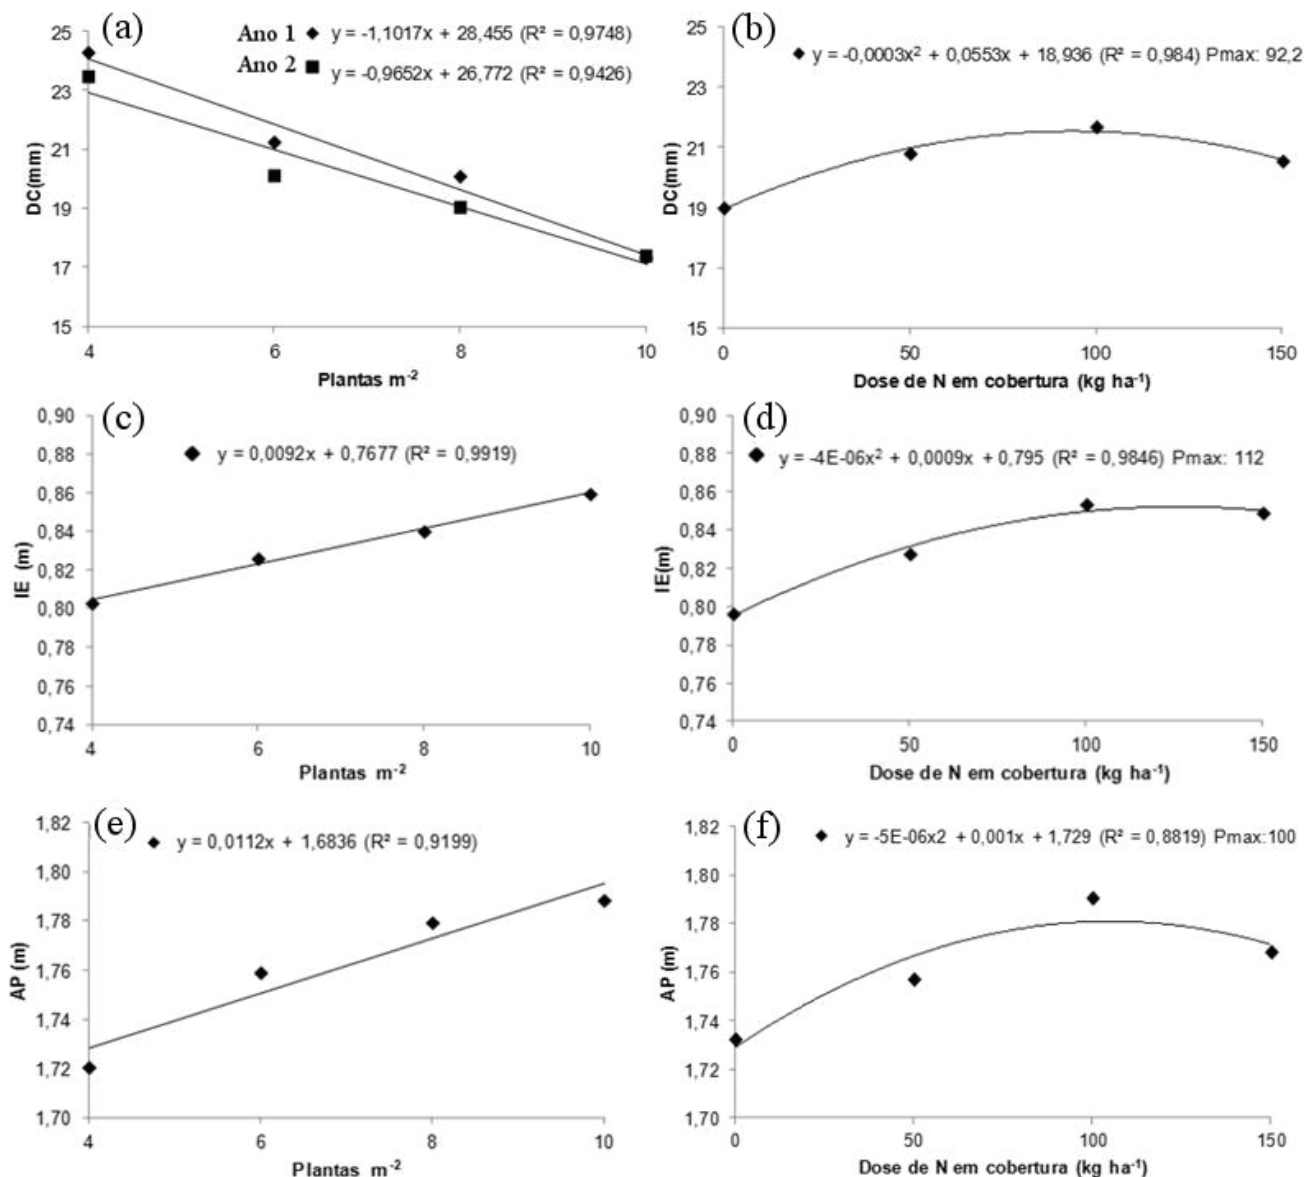 (a)
Ano 1 ◆ y = -1,1017x + 28,455 (R² = 0,9748)
Ano 2 ■ y = -0,9652x + 26,772 (R² = 0,9426)
25
23
21
19
17
15
DC(mm)
4 6 8 10
Plantas m⁻²
(b)
◆ y = -0,0003x² + 0,0553x + 18,936 (R² = 0,984) Pmax: 92,2
25
23
21
19
17
15
DC(mm)
0 50 100 150
Dose de N em cobertura (kg ha⁻¹)
(c)
◆ y = 0,0092x + 0,7677 (R² = 0,9919)
0,90
0,88
0,86
0,84
0,82
0,80
0,78
0,76
0,74
IE (m)
4 6 8 10
Plantas m⁻²
(d)
◆ y = -4E-06x² + 0,0009x + 0,795 (R² = 0,9846) Pmax: 112
0,90
0,88
0,86
0,84
0,82
0,80
0,78
0,76
0,74
IE(m)
0 50 100 150
Dose de N em cobertura (kg ha⁻¹)
(e)
◆ y = 0,0112x + 1,6836 (R² = 0,9199)
1,82
1,80
1,78
1,76
1,74
1,72
1,70
AP (m)
4 6 8 10
Plantas m⁻²
(f)
◆ y = -5E-06x2 + 0,001x + 1,729 (R² = 0,8819) Pmax:100
1,82
1,80
1,78
1,76
1,74
1,72
1,70
AP (m)
0 50 100 150
Dose de N em cobertura (kg ha⁻¹)